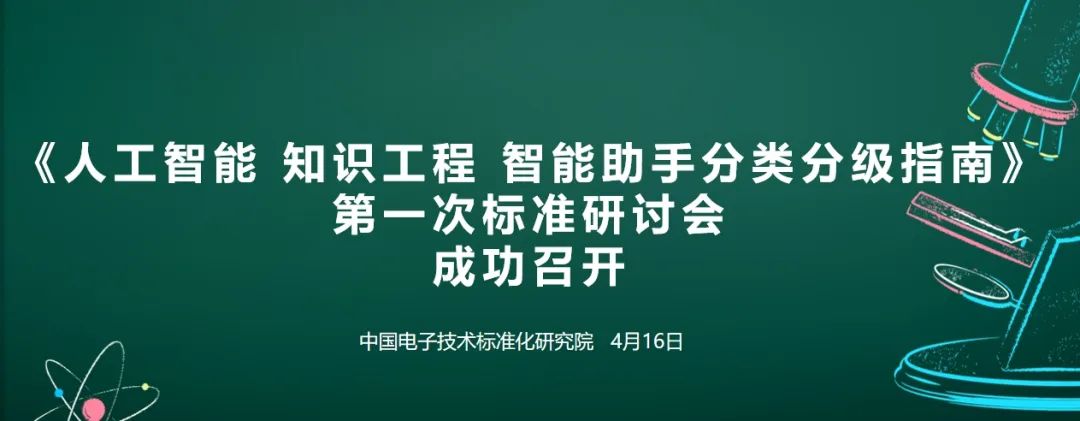 《人工智能 知识工程 智能助手分类分级指南》
第一次标准研讨会
成功召开
中国电子技术标准化研究院 4月16日